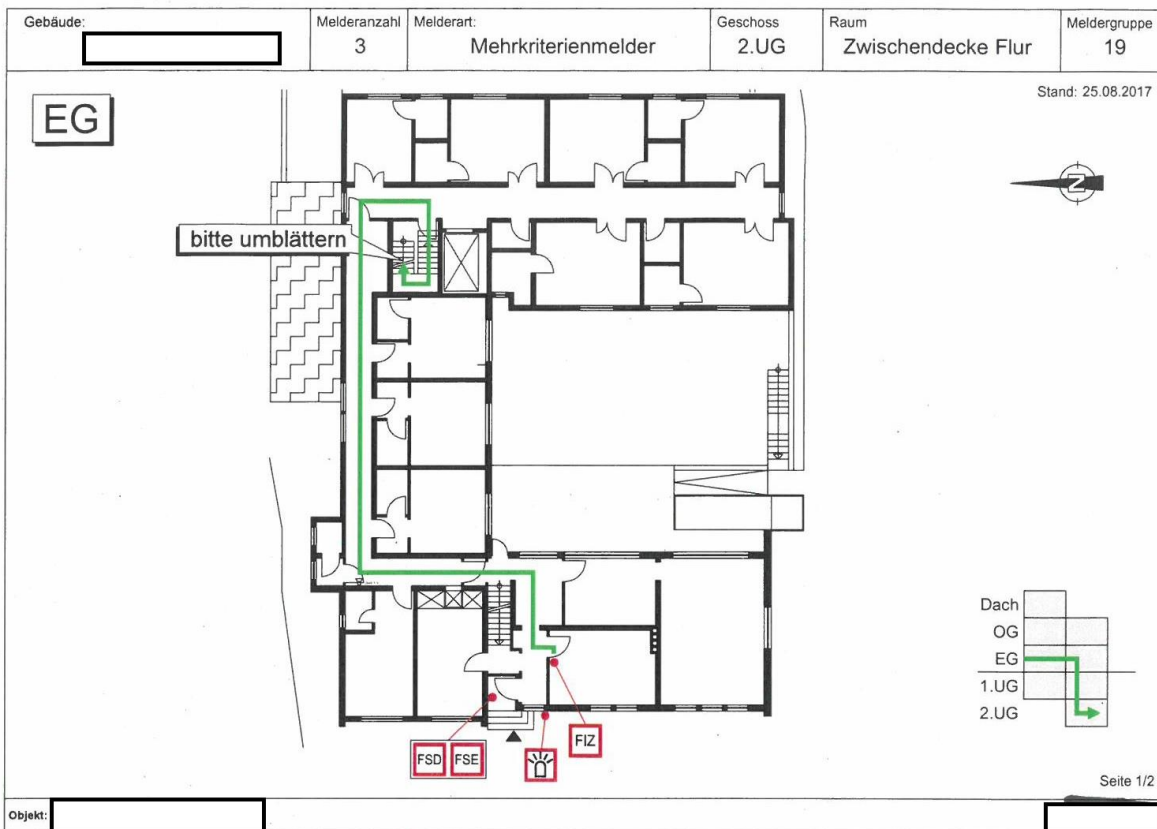 Gebäude:
Melderanzahl
3
Melderart:
Mehrkriterienmelder
Geschoss
2.UG
Raum
Zwischendecke Flur
Meldergruppe
19
Stand: 25.08.2017
EG
N
bitte umblättern
Dach
OG
EG
1.UG
2.UG
FSD
FSE
FIZ
Seite 1/2
Objekt: